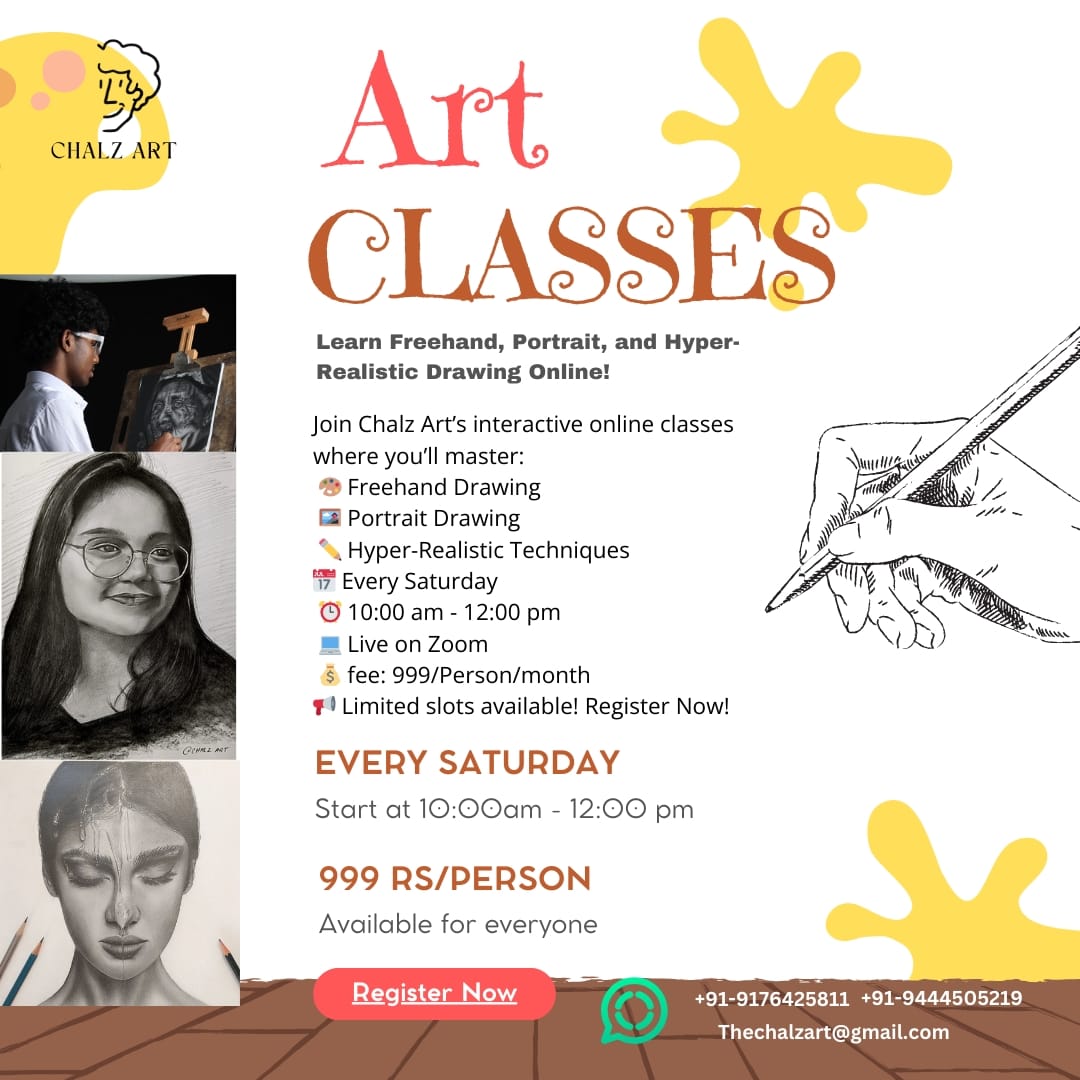 CHALZ ART
Art
CLASSES
Learn Freehand, Portrait, and Hyper-
Realistic Drawing Online!
Join Chalz Art’s interactive online classes
where you’ll master:
🎨 Freehand Drawing
🖼️ Portrait Drawing
✏️ Hyper-Realistic Techniques
📅 Every Saturday
⏰ 10:00 am - 12:00 pm
💻 Live on Zoom
💰 fee: 999/Person/month
📢 Limited slots available! Register Now!
@CHALZ ART
EVERY SATURDAY
Start at 10:00am - 12:00 pm
999 RS/PERSON
Available for everyone
Register Now
+91-9176425811 +91-9444505219
Thechalzart@gmail.com